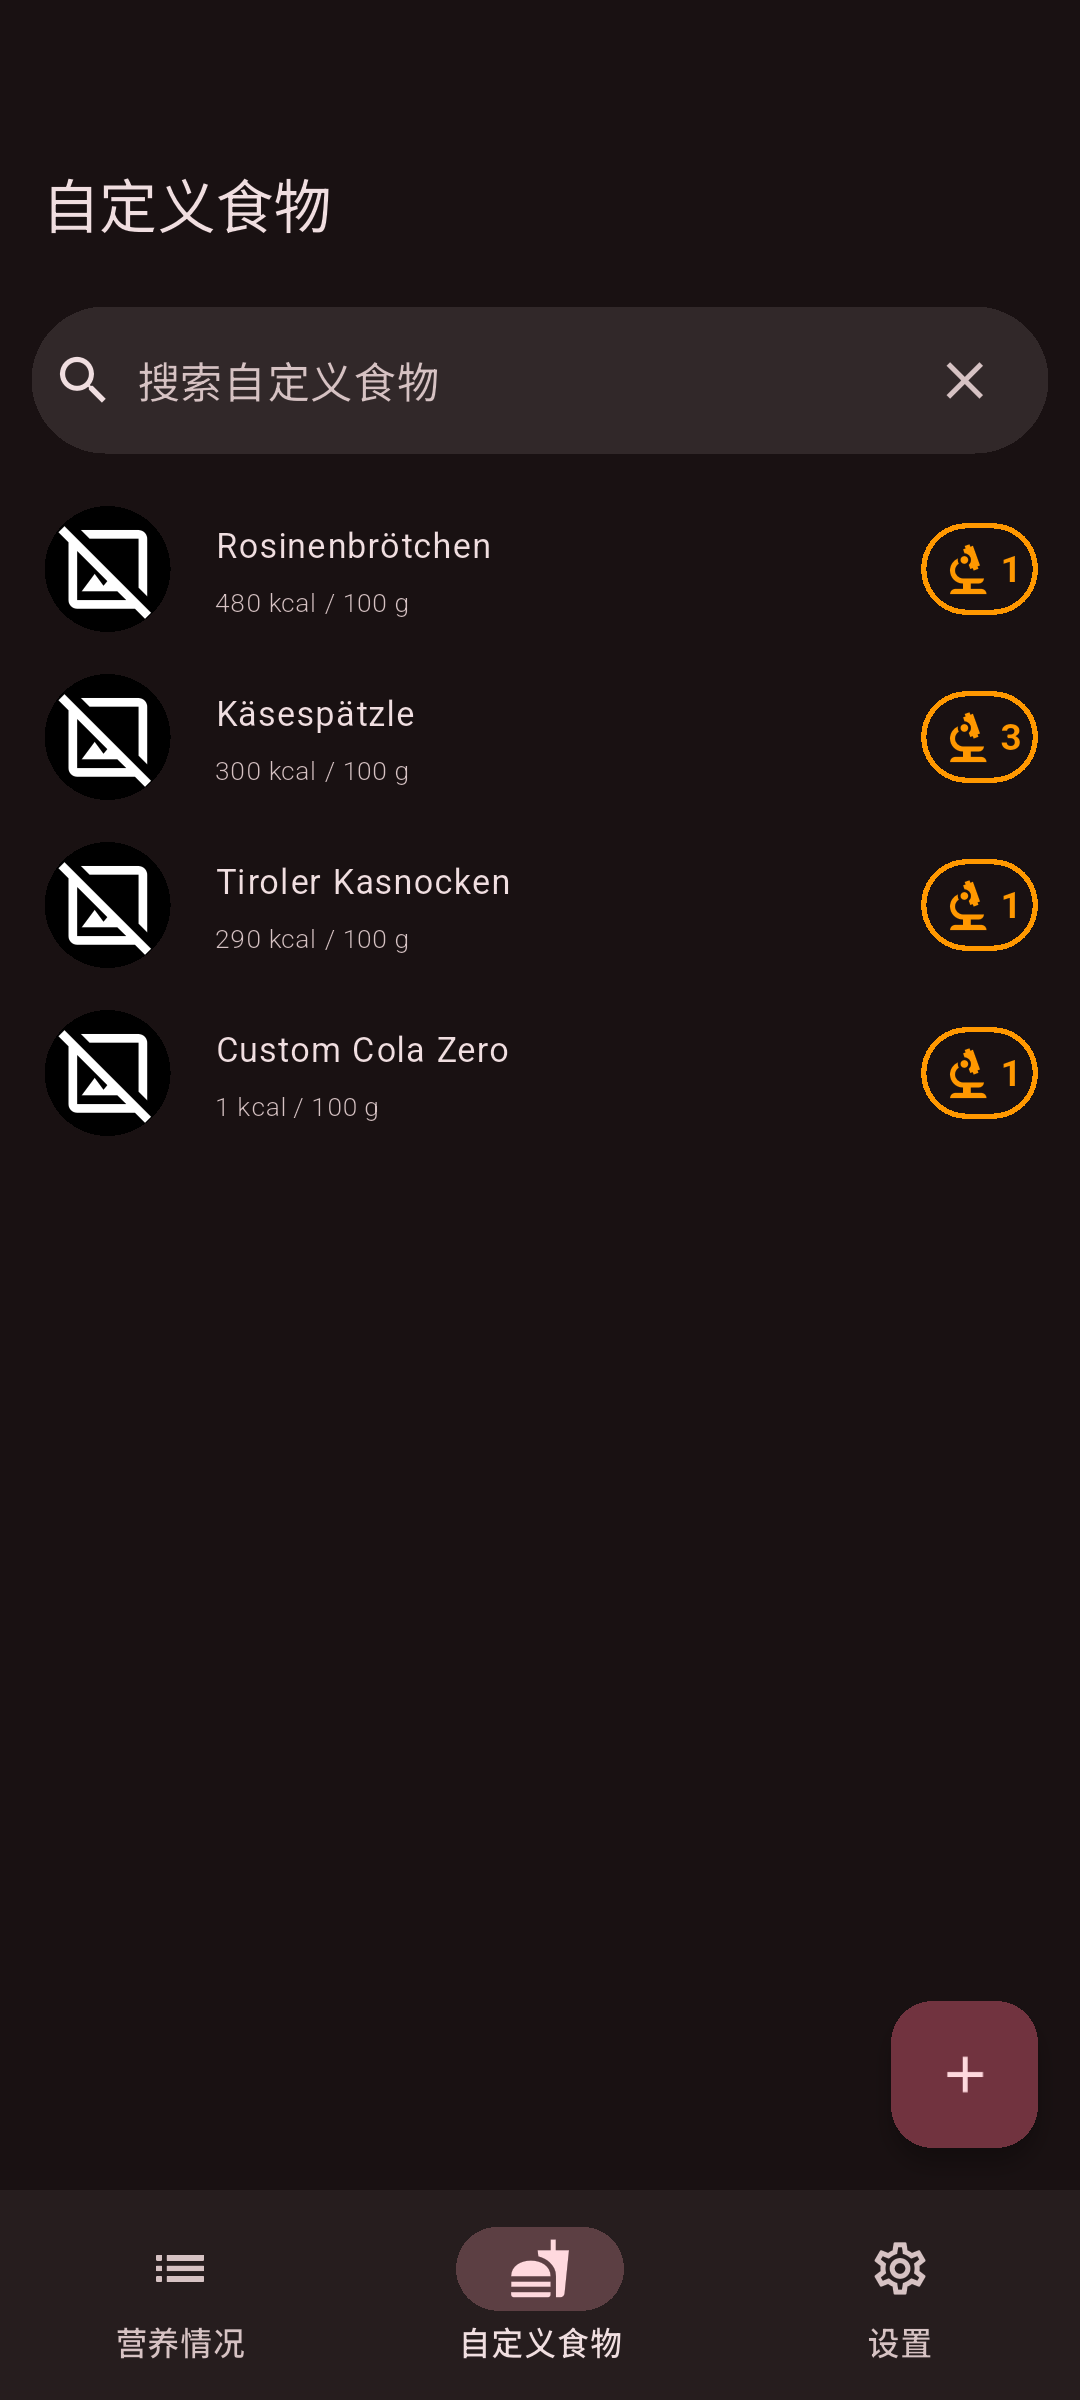 自定义食物
搜索自定义食物
Rosinenbrötchen
480 kcal / 100 g
1
Käsespätzle
300 kcal / 100 g
3
Tiroler Kasnocken
290 kcal / 100 g
1
Custom Cola Zero
1 kcal / 100 g
1
营养情况
自定义食物
设置